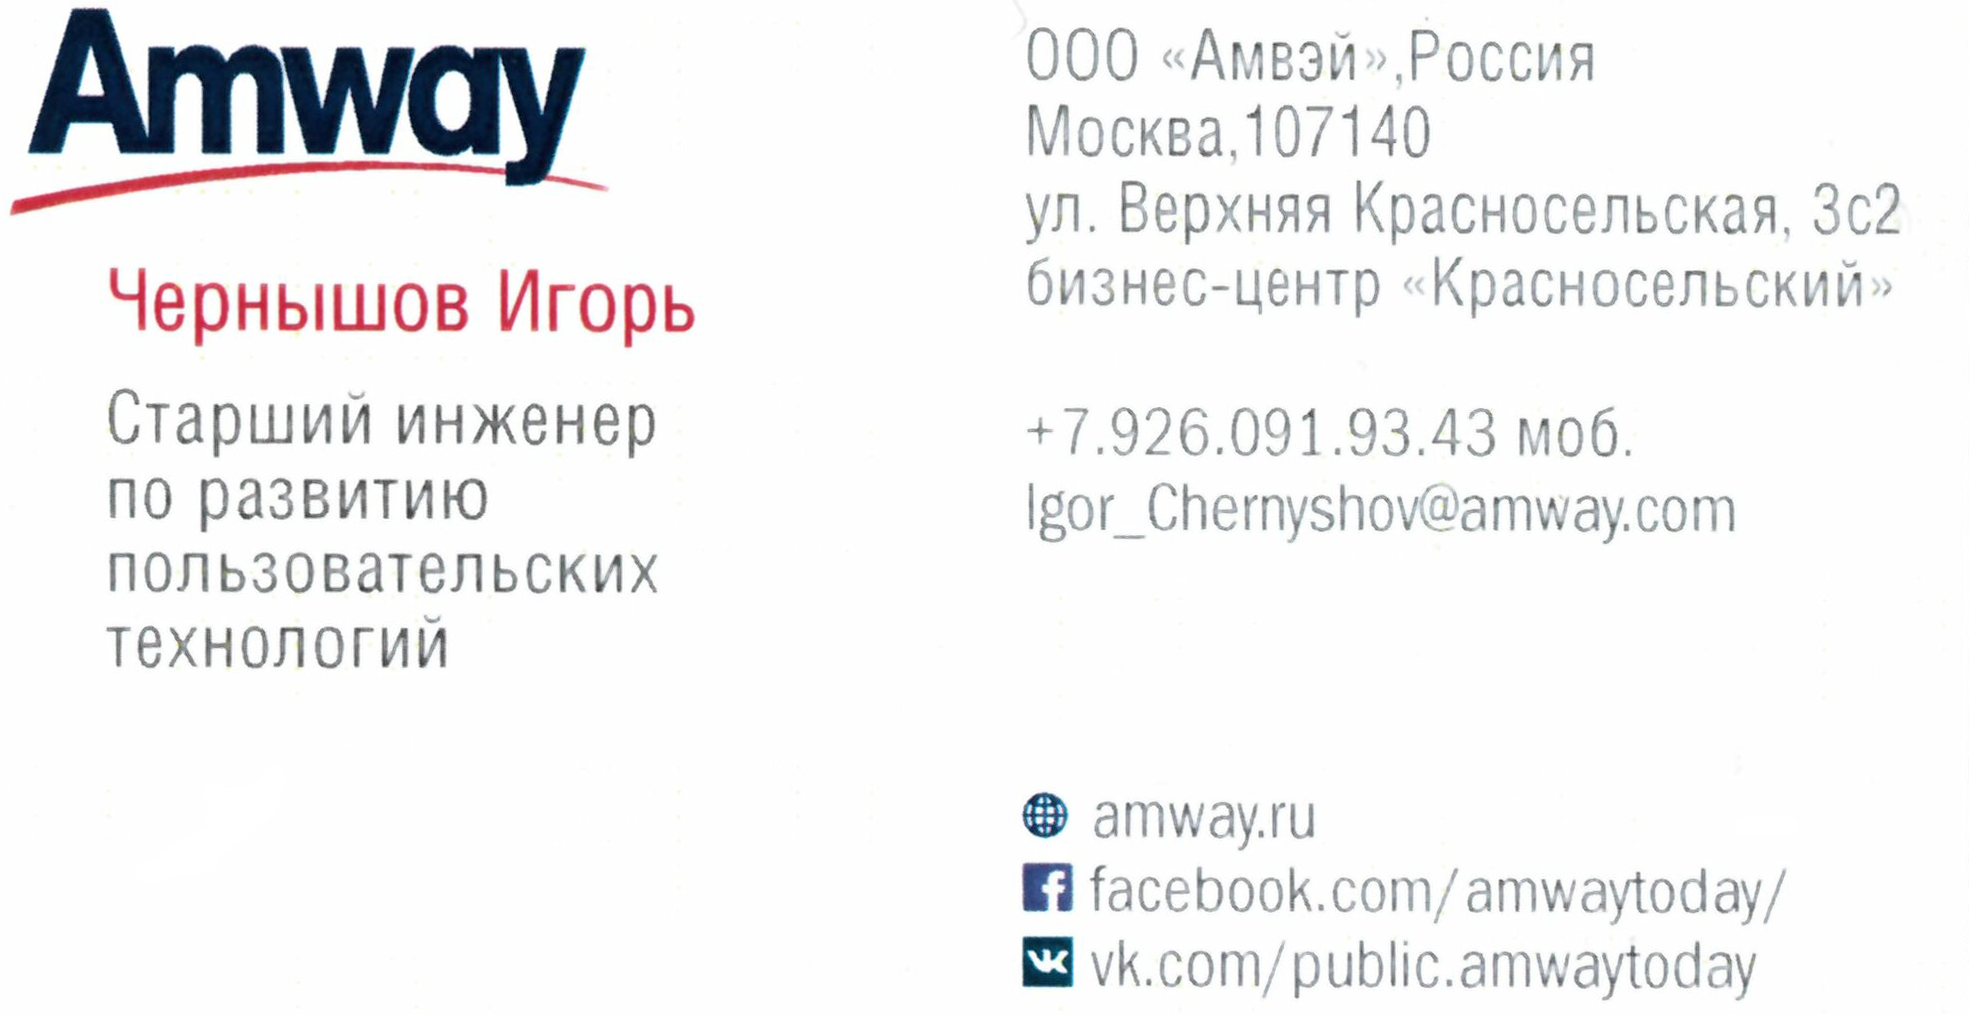 Amway
Чернышов Игорь
Старший инженер
по развитию
пользовательских
технологий
ООО «Амвэй»,Россия
Москва,107140
ул. Верхняя Красносельская, 3с2
бизнес-центр «Красносельский»
+7.926.091.93.43 моб.
Igor_Chernyshov@amway.com
amway.ru
facebook.com/amwaytoday/
vk.com/public.amwaytoday